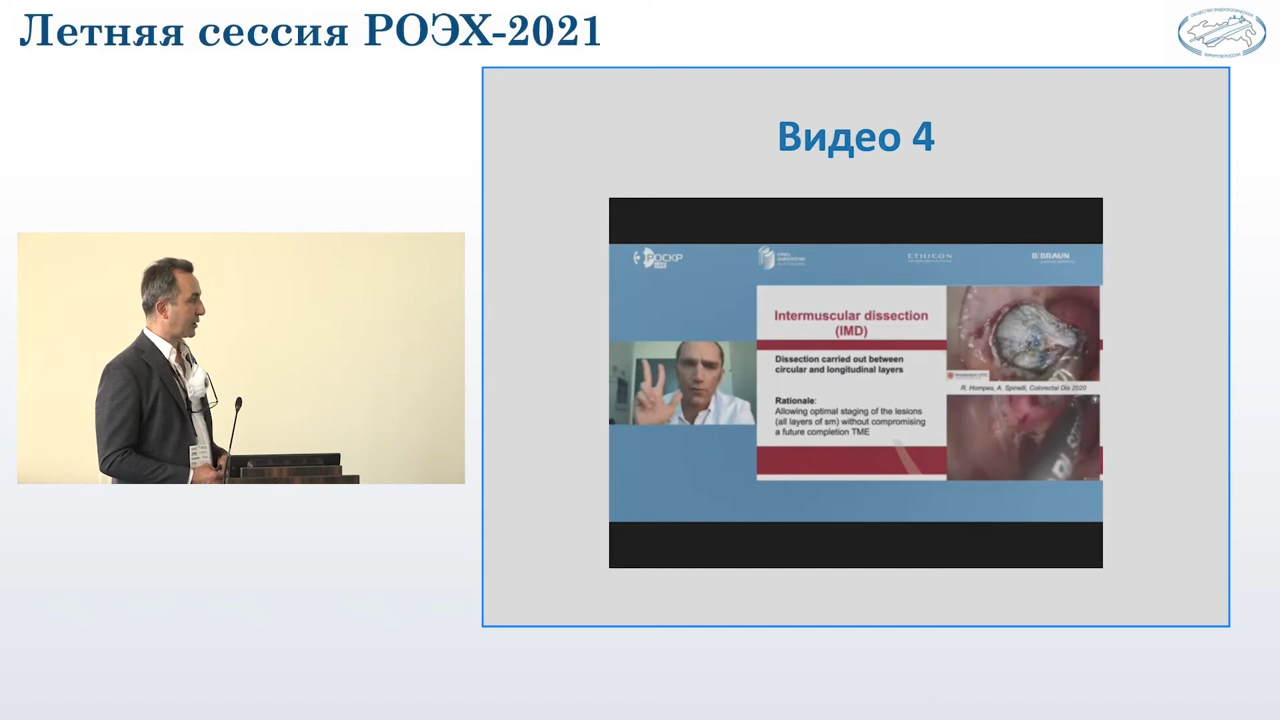 Летняя сессия РОЭХ-2021
Видео 4
РОСКР
ETHICON
B|BRAUN
Intermuscular dissection
(IMD)
Dissection carried out between
circular and longitudinal layers
R. Hompes, A. Spinelli, Colorectal Dis 2020
Rationale:
Allowing optimal staging of the lesions
(all layers of sm) without compromising
a future completion TME